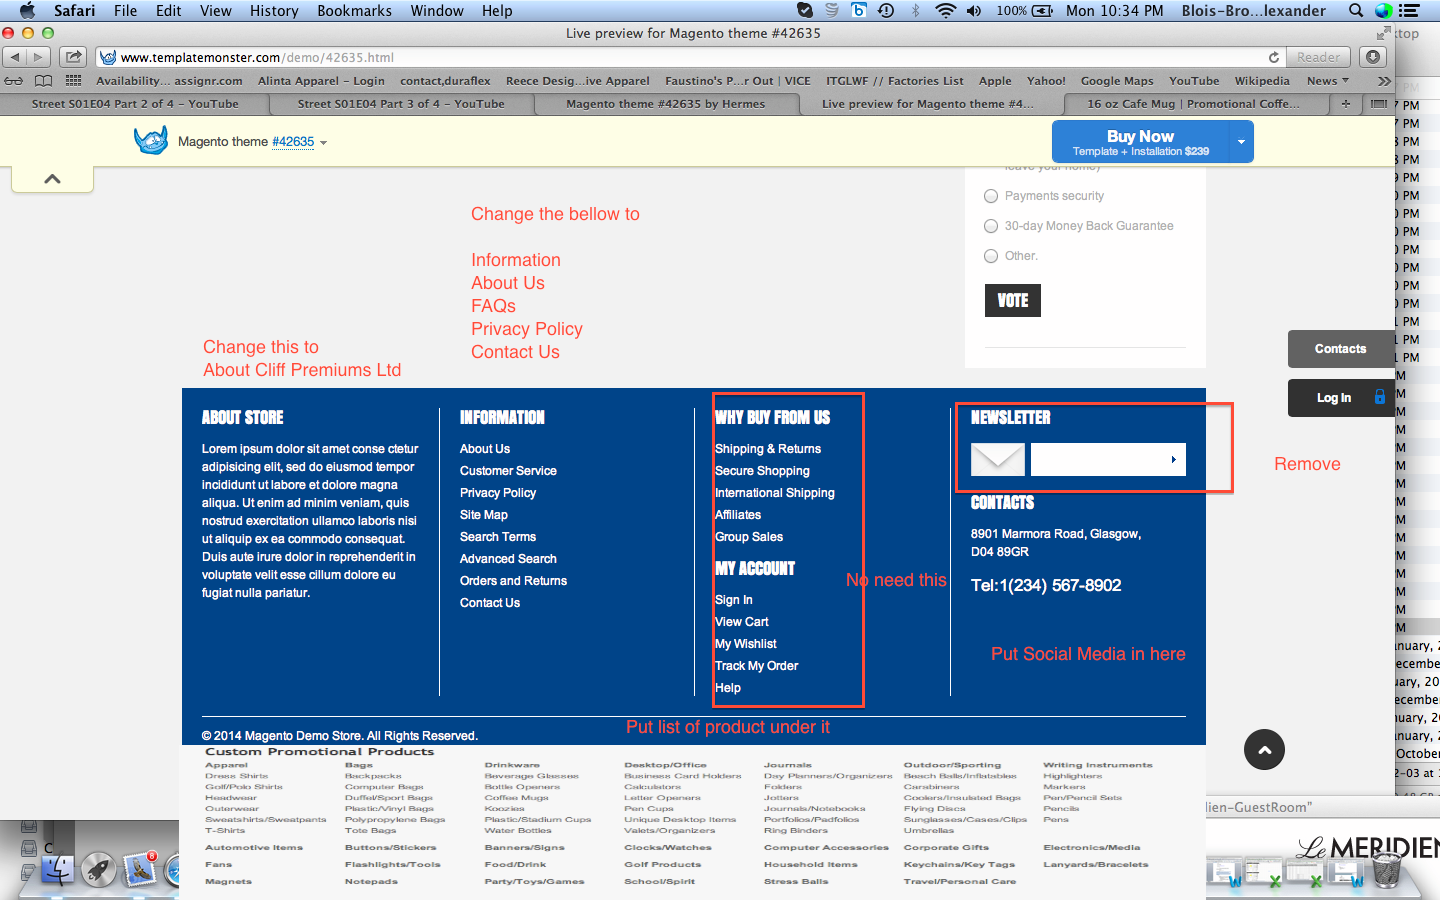 Safari File Edit View History Bookmarks Window Help 100% Mon 10:34 PM Blois-Bro...lexander
Live preview for Magento theme #42635
www.templatemonster.com/demo/42635.html Reader
Availability... assignr.com Alinta Apparel - Login contact,duraflex Reece Desig...ive Apparel Faustino's P...r Out | VICE ITGLWF // Factories List Apple Yahoo! Google Maps YouTube Wikipedia News
Street S01E04 Part 2 of 4 - YouTube Street S01E04 Part 3 of 4 - YouTube Magento theme #42635 by Hermes Live preview for Magento theme #4... 16 oz Cafe Mug | Promotional Coffe...
Magento theme #42635
Buy Now
Template + Installation $239
leave your home)
Payments security
30-day Money Back Guarantee
Other.
VOTE
Change the bellow to
Information
About Us
FAQs
Privacy Policy
Contact Us
Change this to
About Cliff Premiums Ltd
Contacts
Log In
ABOUT STORE
Lorem ipsum dolor sit amet conse ctetur
adipisicing elit, sed do eiusmod tempor
incididunt ut labore et dolore magna
aliqua. Ut enim ad minim veniam, quis
nostrud exercitation ullamco laboris nisi
ut aliquip ex ea commodo consequat.
Duis aute irure dolor in reprehenderit in
voluptate velit esse cillum dolore eu
fugiat nulla pariatur.
INFORMATION
About Us
Customer Service
Privacy Policy
Site Map
Search Terms
Advanced Search
Orders and Returns
Contact Us
WHY BUY FROM US
Shipping & Returns
Secure Shopping
International Shipping
Affiliates
Group Sales
MY ACCOUNT
Sign In
View Cart
My Wishlist
Track My Order
Help
No need this
NEWSLETTER
Remove
CONTACTS
8901 Marmora Road, Glasgow,
D04 89GR
Tel:1(234) 567-8902
Put Social Media in here
Put list of product under it
© 2014 Magento Demo Store. All Rights Reserved.
Custom Promotional Products
Apparel Bags Drinkware Desktop/Office Journals Outdoor/Sporting Writing Instruments
Dress Shirts Backpacks Beverage Glasses Business Card Holders Day Planners/Organizers Beach Balls/Inflatables Highlighters
Golf/Polo Shirts Computer Bags Bottle Openers Calculators Folders Carabiners Markers
Headwear Duffel/Sport Bags Coffee Mugs Letter Openers Jotters Coolers/Insulated Bags Pen/Pencil Sets
Outerwear Plastic/Vinyl Bags Koozies Pen Cups Journals/Notebooks Flying Discs Pencils
Sweatshirts/Sweatpants Polypropylene Bags Plastic/Stadium Cups Unique Desktop Items Portfolios/Padfolios Sunglasses/Cases/Clips Pens
T-Shirts Tote Bags Water Bottles Valets/Organizers Ring Binders Umbrellas
Automotive Items Buttons/Stickers Banners/Signs Clocks/Watches Computer Accessories Corporate Gifts Electronics/Media
Fans Flashlights/Tools Food/Drink Golf Products Household Items Keychains/Key Tags Lanyards/Bracelets
Magnets Notepads Party/Toys/Games School/Spirit Stress Balls Travel/Personal Care
dien-GuestRoom"
Le MERIDIEN
8